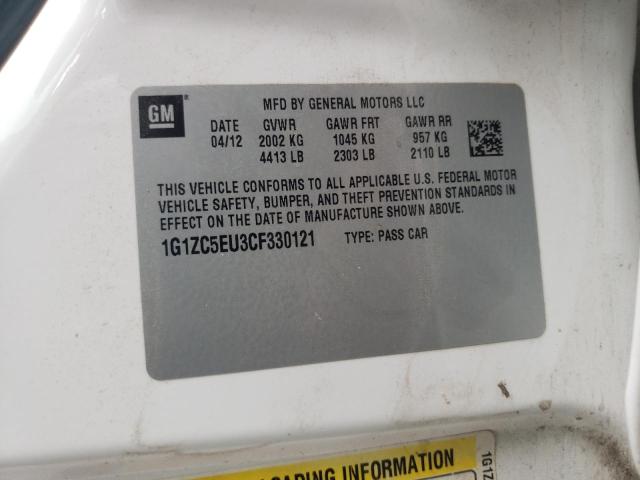 GM
MFD BY GENERAL MOTORS LLC
DATE GVWR GAWR FRT GAWR RR
04/12 2002 KG 1045 KG 957 KG
4413 LB 2303 LB 2110 LB
THIS VEHICLE CONFORMS TO ALL APPLICABLE U.S. FEDERAL MOTOR
VEHICLE SAFETY, BUMPER, AND THEFT PREVENTION STANDARDS IN
EFFECT ON THE DATE OF MANUFACTURE SHOWN ABOVE.
1G1ZC5EU3CF330121 TYPE: PASS CAR
INFORMATION
1G1Z